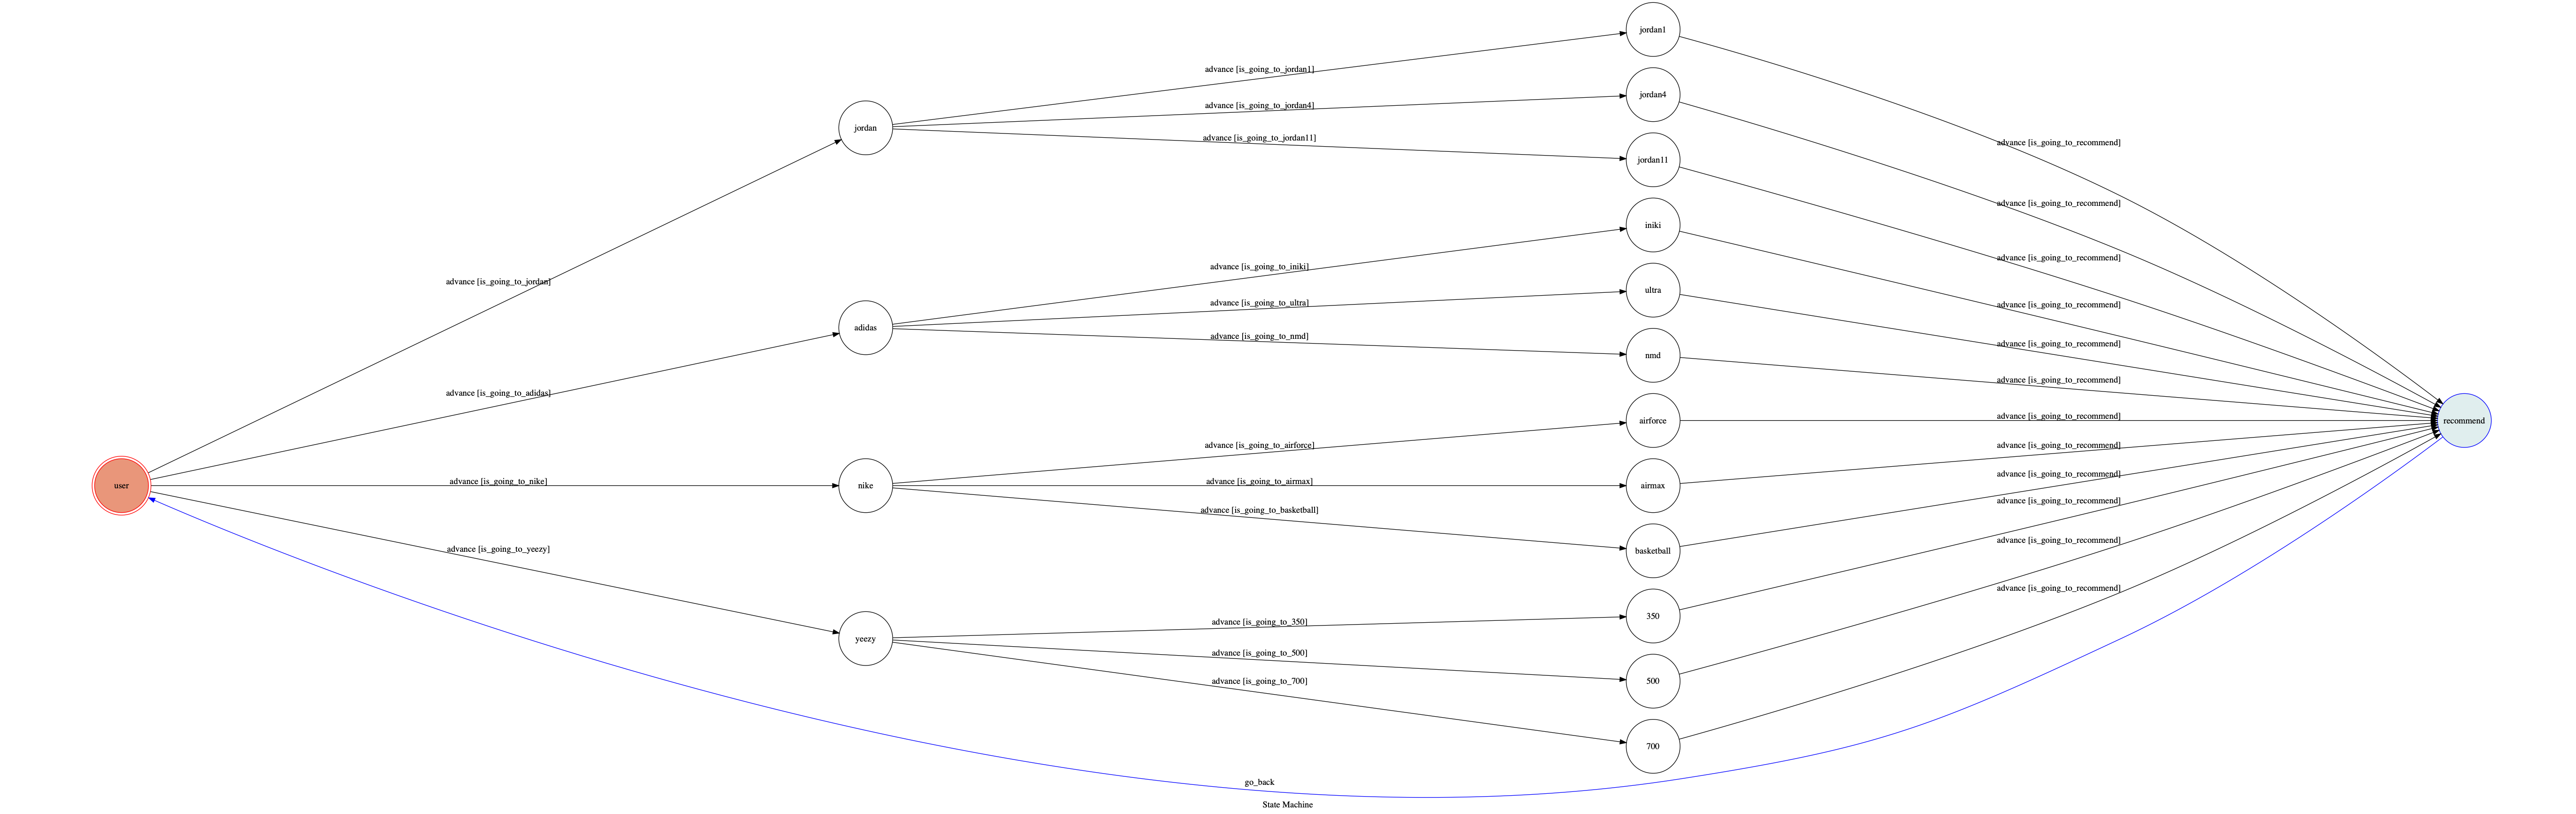 jordan1
advance [is_going_to_jordan1]
jordan4
advance [is_going_to_jordan4]
jordan
advance [is_going_to_jordan11]
advance [is_going_to_recommend]
jordan11
advance [is_going_to_recommend]
iniki
advance [is_going_to_recommend]
advance [is_going_to_iniki]
advance [is_going_to_jordan]
ultra
advance [is_going_to_ultra]
advance [is_going_to_recommend]
adidas
advance [is_going_to_nmd]
advance [is_going_to_recommend]
nmd
advance [is_going_to_recommend]
advance [is_going_to_adidas]
airforce
advance [is_going_to_recommend]
recommend
advance [is_going_to_airforce]
advance [is_going_to_recommend]
user
advance [is_going_to_nike]
nike
advance [is_going_to_airmax]
airmax
advance [is_going_to_recommend]
advance [is_going_to_recommend]
advance [is_going_to_basketball]
basketball
advance [is_going_to_recommend]
advance [is_going_to_yeezy]
advance [is_going_to_recommend]
350
advance [is_going_to_350]
yeezy
advance [is_going_to_500]
500
advance [is_going_to_700]
700
go_back
State Machine